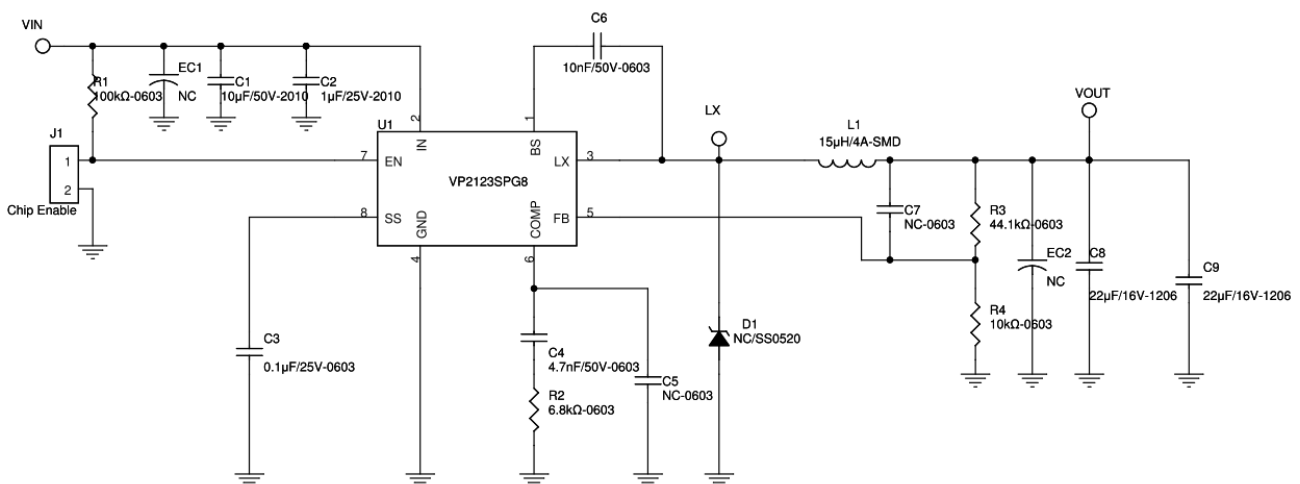 VIN
C6
10nF/50V-0603
R1
100kΩ-0603
EC1
NC
C1
10µF/50V-2010
C2
1µF/25V-2010
J1
1
2
Chip Enable
U1
2
IN
1
BS
7
EN
LX
3
VP2123SPG8
8
SS
GND
COMP
FB
5
4
6
LX
L1
15µH/4A-SMD
VOUT
C7
NC-0603
R3
44.1kΩ-0603
EC2
NC
C8
22µF/16V-1206
C9
22µF/16V-1206
R4
10kΩ-0603
C3
0.1µF/25V-0603
C4
4.7nF/50V-0603
R2
6.8kΩ-0603
C5
NC-0603
D1
NC/SS0520